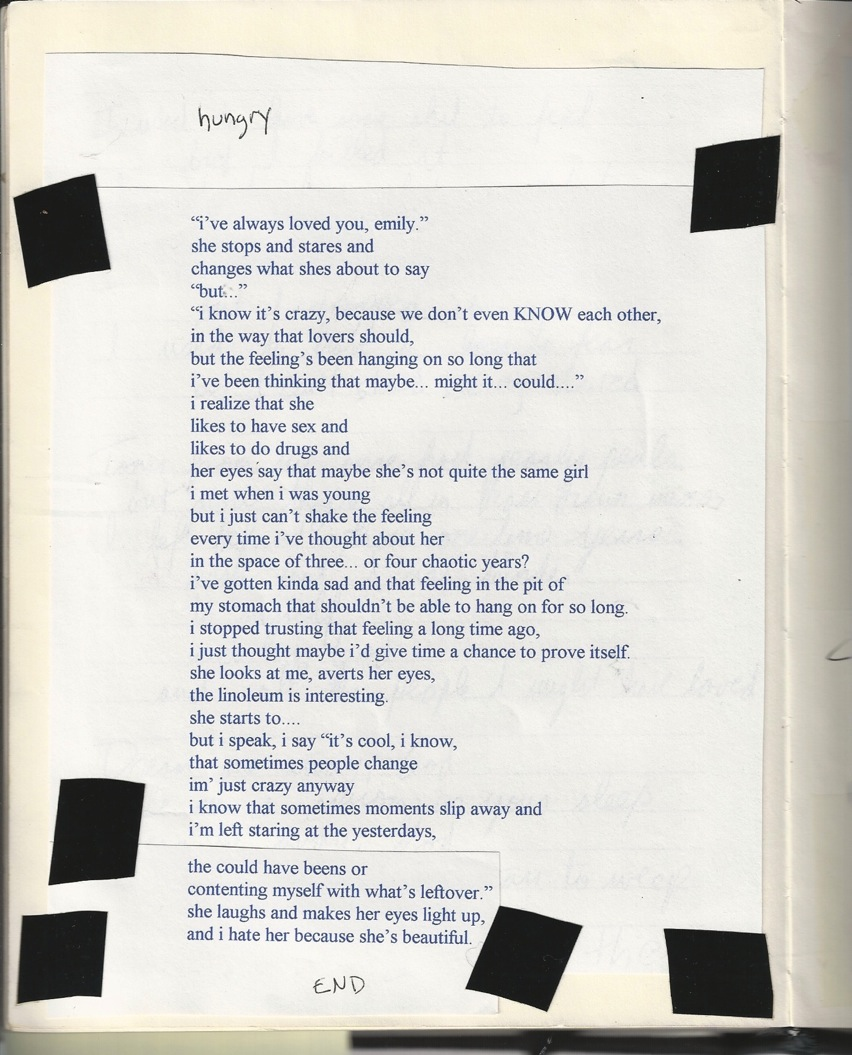 hungry
“i’ve always loved you, emily.”
she stops and stares and
changes what shes about to say
“but...”
“i know it’s crazy, because we don’t even KNOW each other,
in the way that lovers should,
but the feeling’s been hanging on so long that
i’ve been thinking that maybe... might it... could....”
i realize that she
likes to have sex and
likes to do drugs and
her eyes say that maybe she’s not quite the same girl
i met when i was young
but i just can’t shake the feeling
every time i’ve thought about her
in the space of three... or four chaotic years?
i’ve gotten kinda sad and that feeling in the pit of
my stomach that shouldn’t be able to hang on for so long.
i stopped trusting that feeling a long time ago,
i just thought maybe i’d give time a chance to prove itself.
she looks at me, averts her eyes,
the linoleum is interesting.
she starts to....
but i speak, i say “it’s cool, i know,
that sometimes people change
im’ just crazy anyway
i know that sometimes moments slip away and
i’m left staring at the yesterdays,
the could have beens or
contenting myself with what’s leftover.”
she laughs and makes her eyes light up,
and i hate her because she’s beautiful.
END